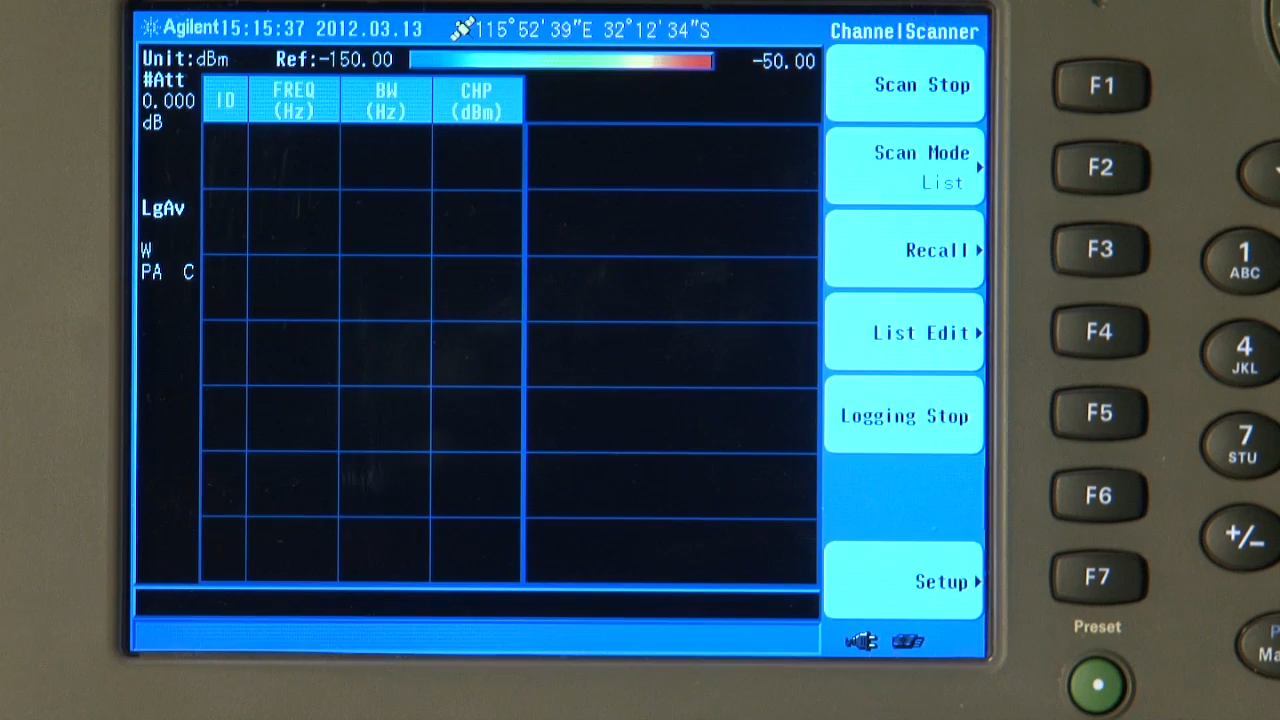 Agilent 15:15:37 2012.03.13 115°52'39"E 32°12'34"S
ChannelScanner
Unit:dBm Ref:-150.00 -50.00
#Att
0.000
dB
LgAv
W
PA C
ID FREQ (Hz) BW (Hz) CHP (dBm)
Scan Stop
Scan Mode
List
Recall
List Edit
Logging Stop
Setup
F1
F2
F3
F4
F5
F6
F7
Preset
1
ABC
4
JKL
7
STU
+/-